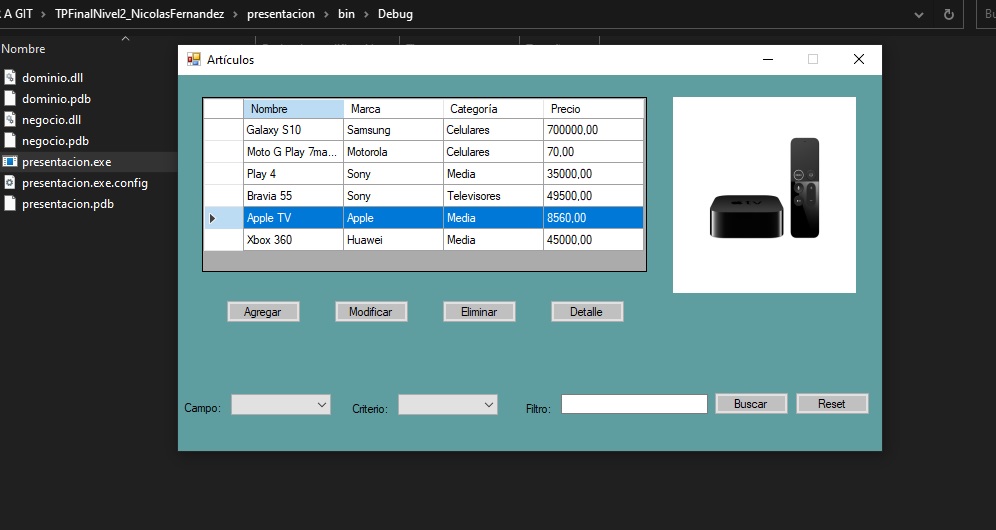 A GIT > TPFinalNivel2_NicolasFernandez > presentacion > bin > Debug
Nombre
dominio.dll
dominio.pdb
negocio.dll
negocio.pdb
presentacion.exe
presentacion.exe.config
presentacion.pdb
Artículos
Nombre Marca Categoría Precio
Galaxy S10 Samsung Celulares 700000,00
Moto G Play 7ma... Motorola Celulares 70,00
Play 4 Sony Media 35000,00
Bravia 55 Sony Televisores 49500,00
Apple TV Apple Media 8560,00
Xbox 360 Huawei Media 45000,00
Agregar Modificar Eliminar Detalle
Campo: Criterio: Filtro: Buscar Reset